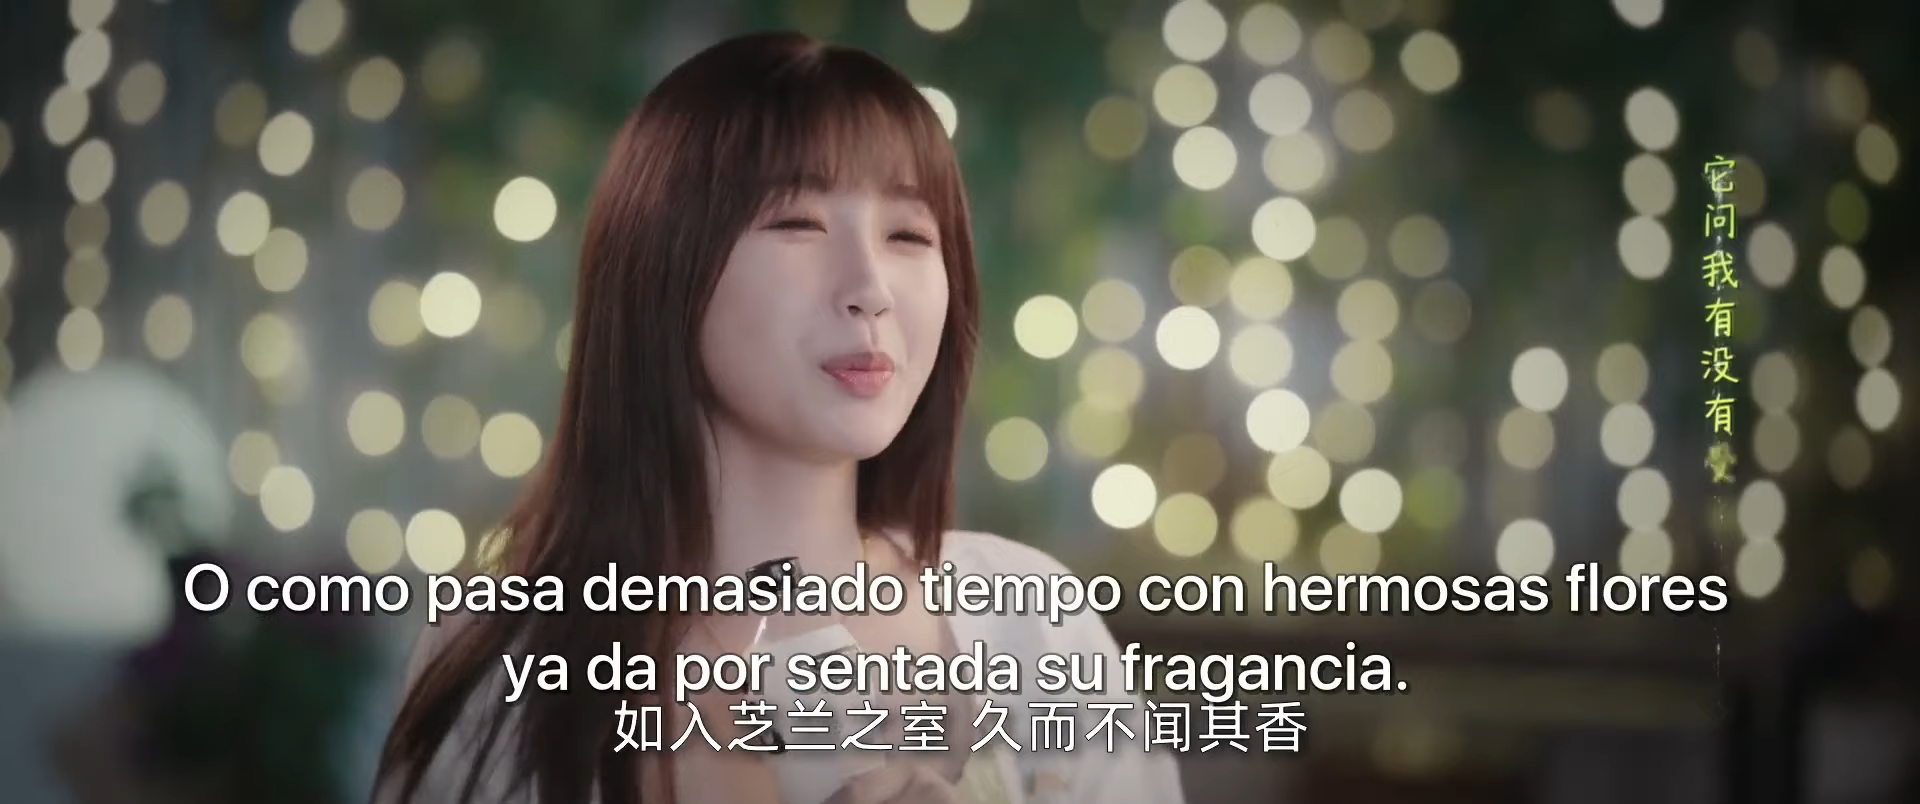 它问我有没有
O como pasa demasiado tiempo con hermosas flores
ya da por sentada su fragancia.
如入芝兰之室 久而不闻其香